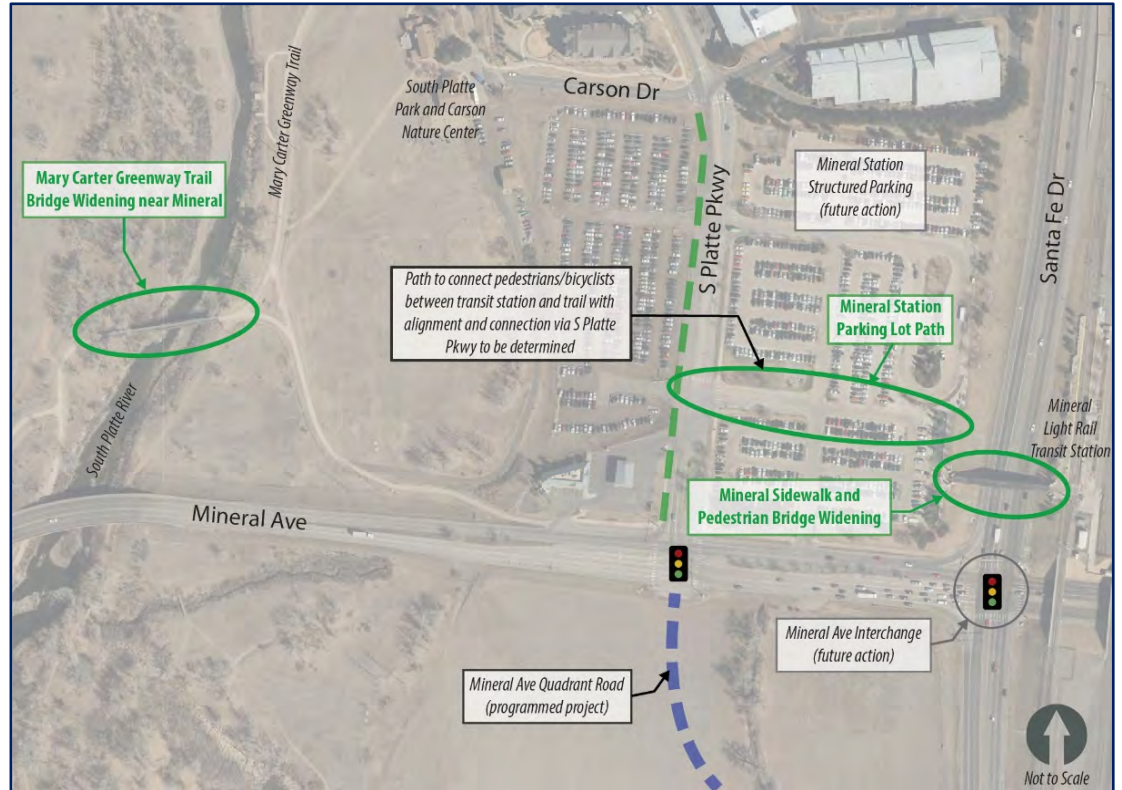 Carson Dr
South Platte
Park and Carson
Nature Center
Mary Carter Greenway Trail
Mary Carter Greenway Trail
Bridge Widening near Mineral
Mineral Station
Structured Parking
(future action)
S Platte Pkwy
Santa Fe Dr
Path to connect pedestrians/bicyclists
between transit station and trail with
alignment and connection via S Platte
Pkwy to be determined
Mineral Station
Parking Lot Path
South Platte River
Mineral
Light Rail
Transit Station
Mineral Sidewalk and
Pedestrian Bridge Widening
Mineral Ave
Mineral Ave Interchange
(future action)
Mineral Ave Quadrant Road
(programmed project)
Not to Scale